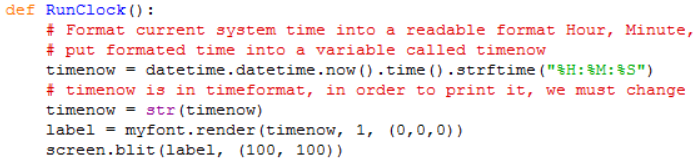 def RunClock():
# Format current system time into a readable format Hour, Minute,
# put formated time into a variable called timenow
timenow = datetime.datetime.now().time().strftime("%H:%M:%S")
# timenow is in timeformat, in order to print it, we must change
timenow = str(timenow)
label = myfont.render(timenow, 1, (0,0,0))
screen.blit(label, (100, 100))